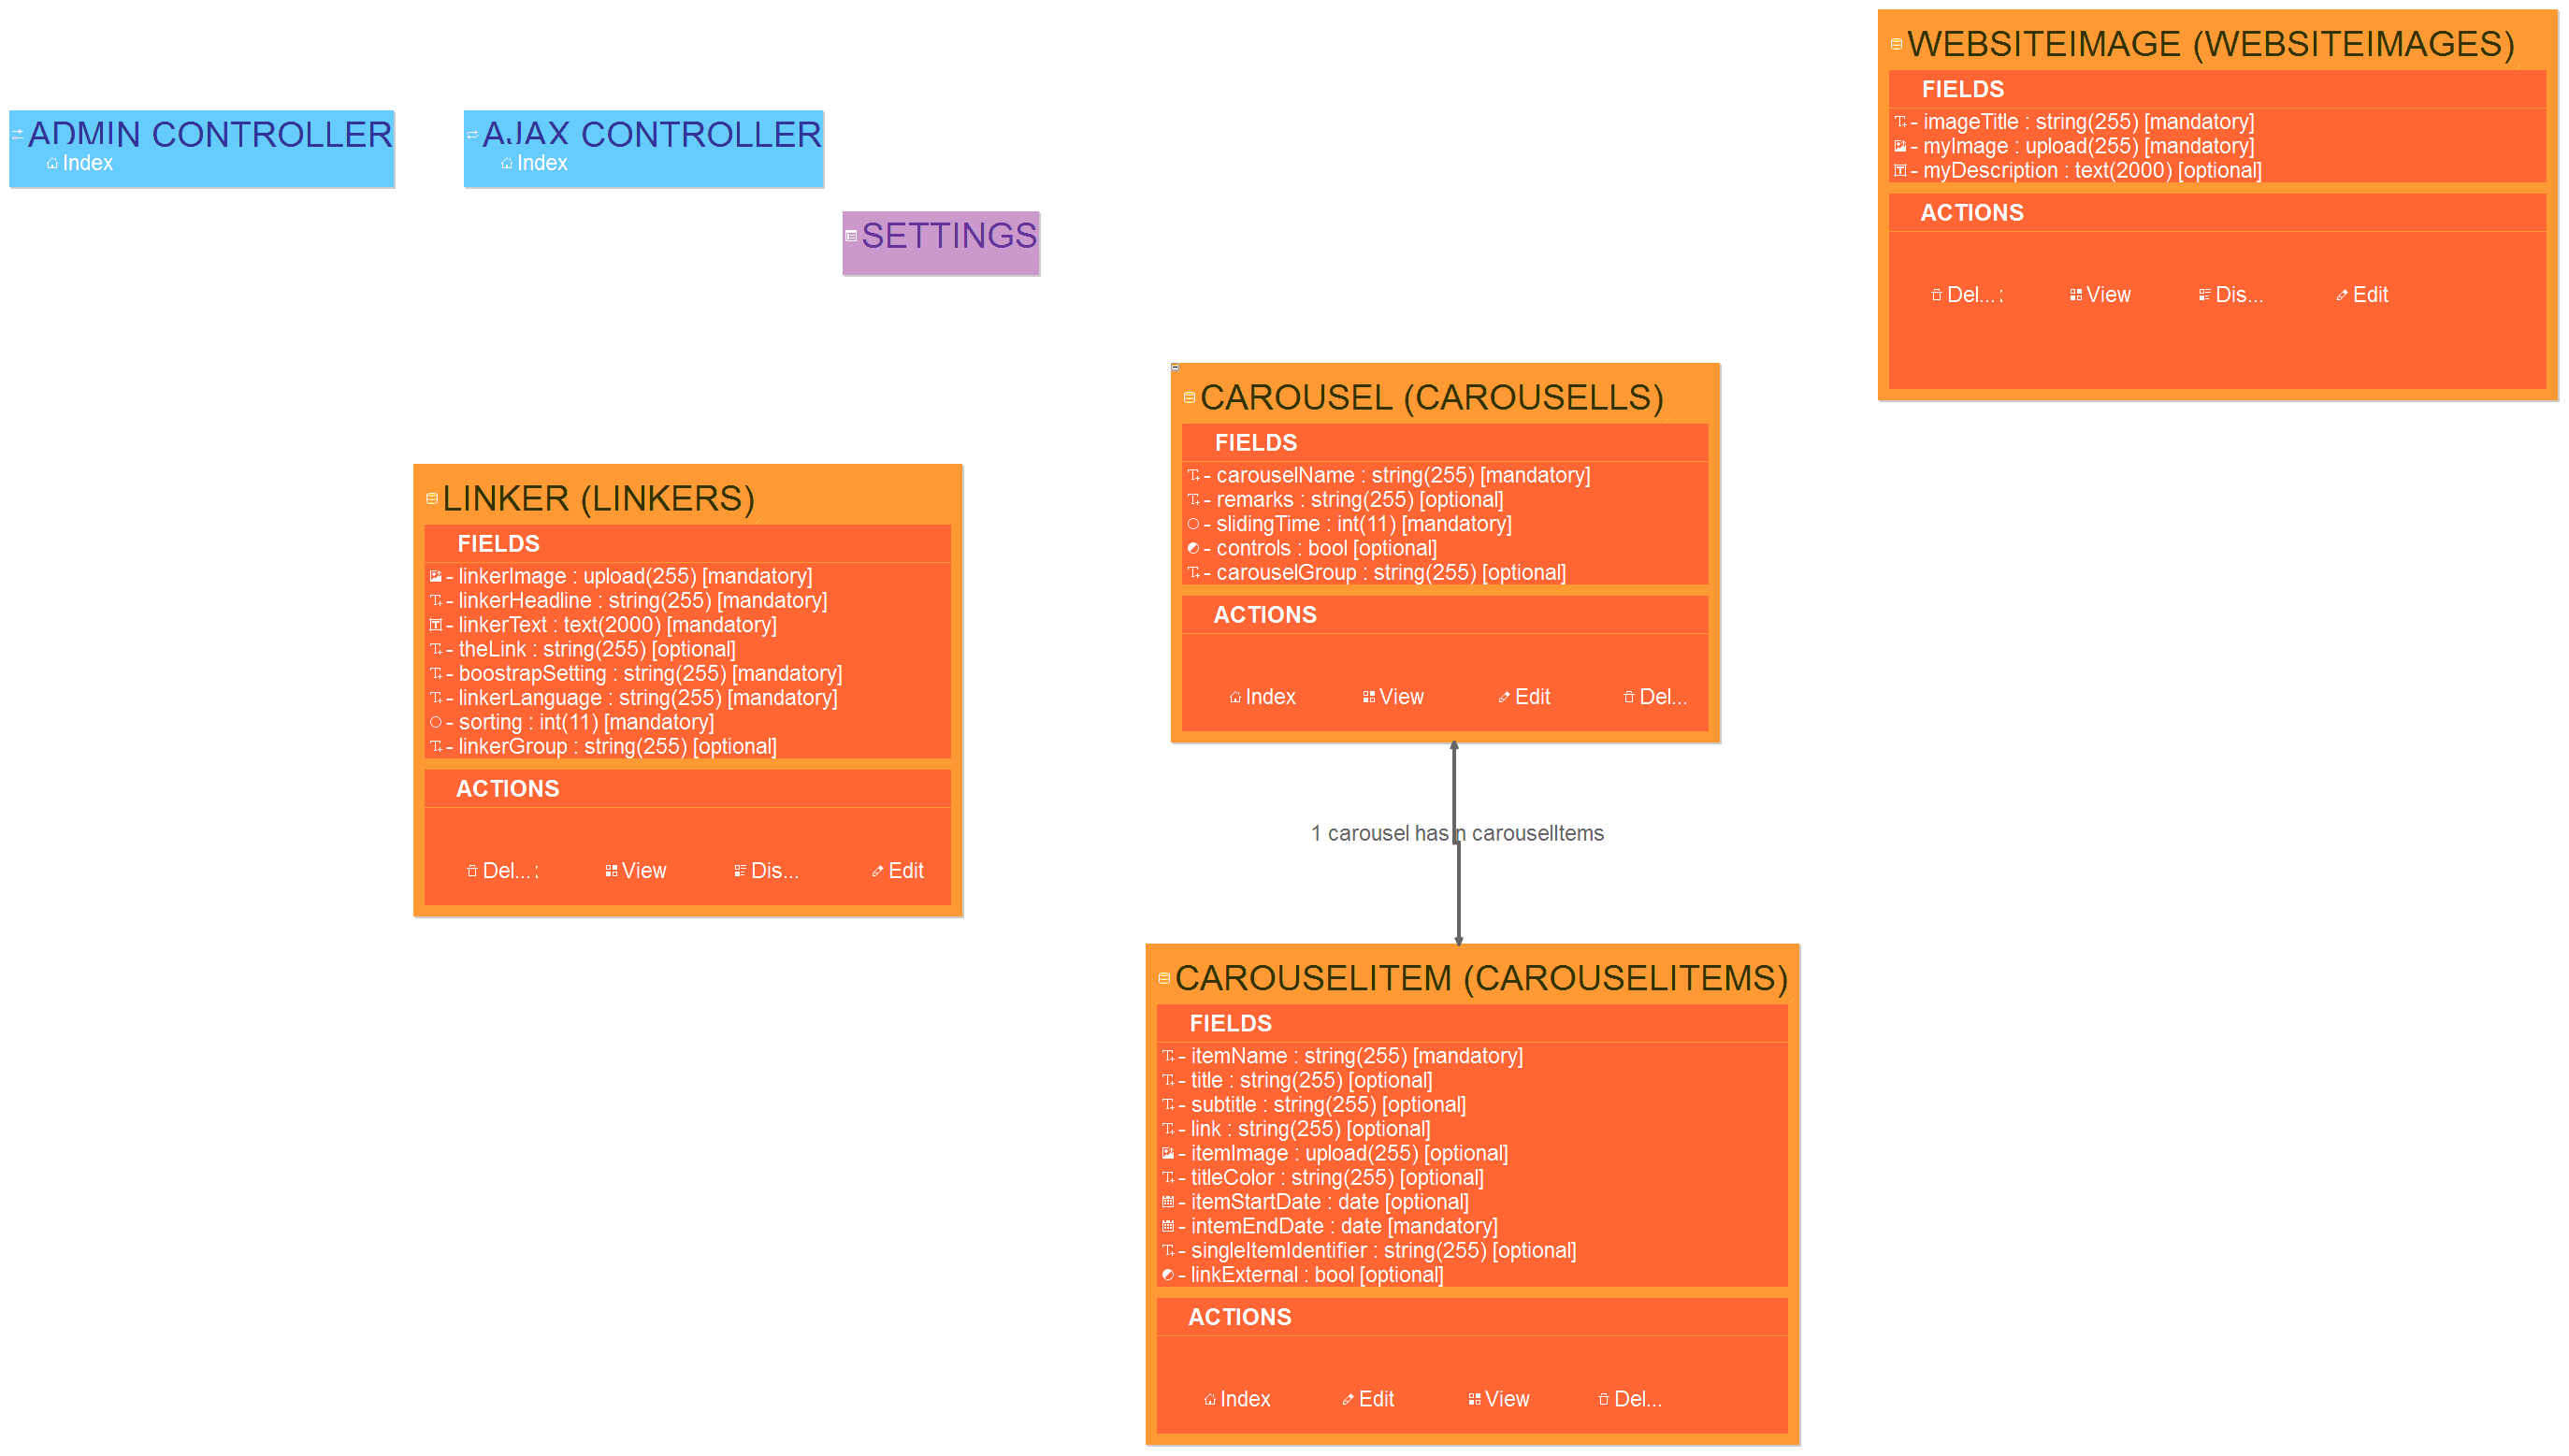 ADMIN CONTROLLER
Index
AJAX CONTROLLER
Index
SETTINGS
WEBSITEIMAGE (WEBSITEIMAGES)
FIELDS
- imageTitle : string(255) [mandatory]
- myImage : upload(255) [mandatory]
- myDescription : text(2000) [optional]
ACTIONS
Del... View Dis... Edit
LINKER (LINKERS)
FIELDS
- linkerImage : upload(255) [mandatory]
- linkerHeadline : string(255) [mandatory]
- linkerText : text(2000) [mandatory]
- theLink : string(255) [optional]
- boostrapSetting : string(255) [mandatory]
- linkerLanguage : string(255) [mandatory]
- sorting : int(11) [mandatory]
- linkerGroup : string(255) [optional]
ACTIONS
Del... View Dis... Edit
CAROUSEL (CAROUSELLS)
FIELDS
- carouselName : string(255) [mandatory]
- remarks : string(255) [optional]
- slidingTime : int(11) [mandatory]
- controls : bool [optional]
- carouselGroup : string(255) [optional]
ACTIONS
Index View Edit Del...
1 carousel has n carouselItems
CAROUSELITEM (CAROUSELITEMS)
FIELDS
- itemName : string(255) [mandatory]
- title : string(255) [optional]
- subtitle : string(255) [optional]
- link : string(255) [optional]
- itemImage : upload(255) [optional]
- titleColor : string(255) [optional]
- itemStartDate : date [optional]
- intemEndDate : date [mandatory]
- singleItemIdentifier : string(255) [optional]
- linkExternal : bool [optional]
ACTIONS
Index Edit View Del...